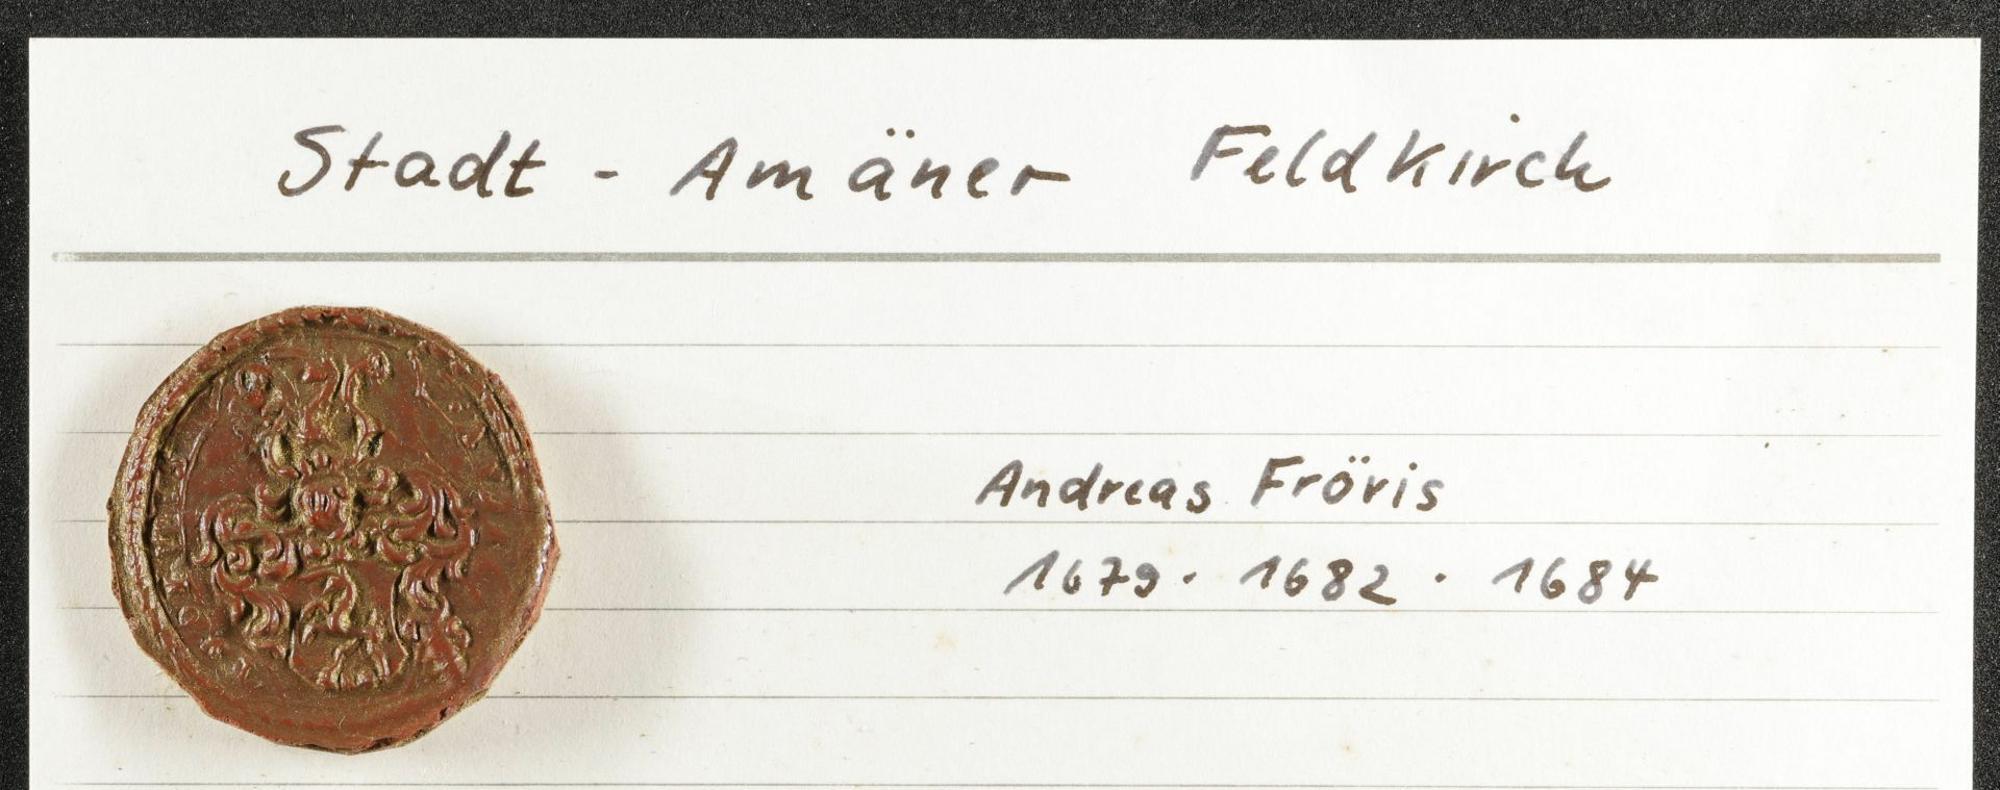 Stadt - Amäner Feldkirch
Andreas Fröris
1679. 1682. 1684